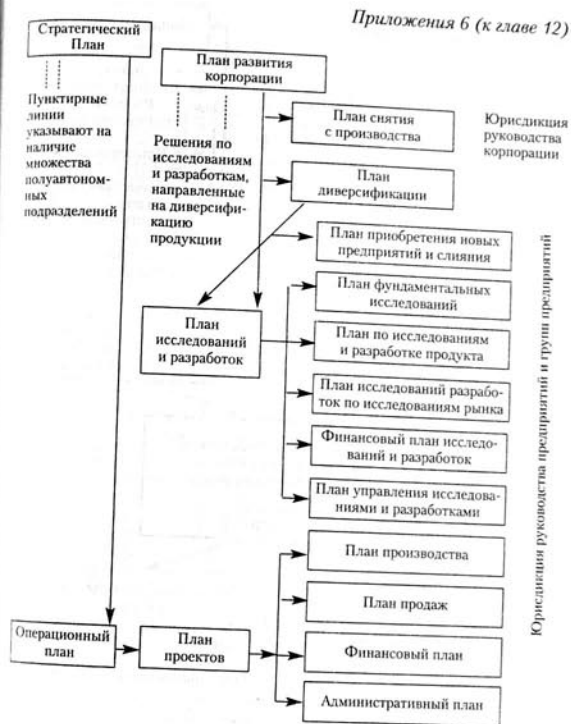 Приложения 6 (к главе 12)
Стратегический
План
План развития
корпорации
Пунктирные
линии
указывают на
наличие
множества
полуавтоном-
ных
подразделений
Решения по
исследованиям
и разработкам,
направленные
на диверсифи-
кацию
продукции
План снятия
с производства
Юрисдикция
руководства
корпорации
План
диверсификации
План приобретения новых
предприятий и слияния
План фундаментальных
исследований
План
исследований
и разработок
План по исследованиям
и разработке продукта
План исследований разрабо-
ток по исследованиям рынка
Финансовый план исследо-
ваний и разработок
План управления исследова-
ниями и разработками
Юрисдикция руководства предприятий и групп предприятий
План производства
План продаж
Операционный
план
План
проектов
Финансовый план
Административный план